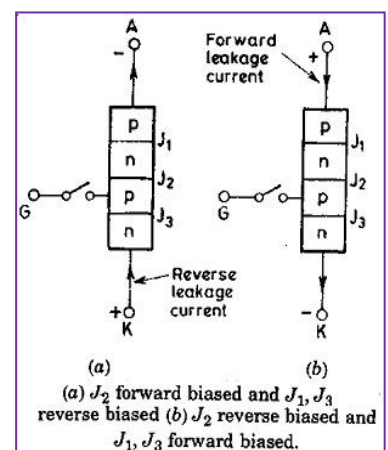 A
−
p
J1
n
J2
p
J3
n
G
Reverse
leakage
current
+
K
(a)
Forward
leakage
current
A
+
p
J1
n
J2
p
J3
n
G
−
K
(b)
(a) J2 forward biased and J1, J3
reverse biased (b) J2 reverse biased and
J1, J3 forward biased.